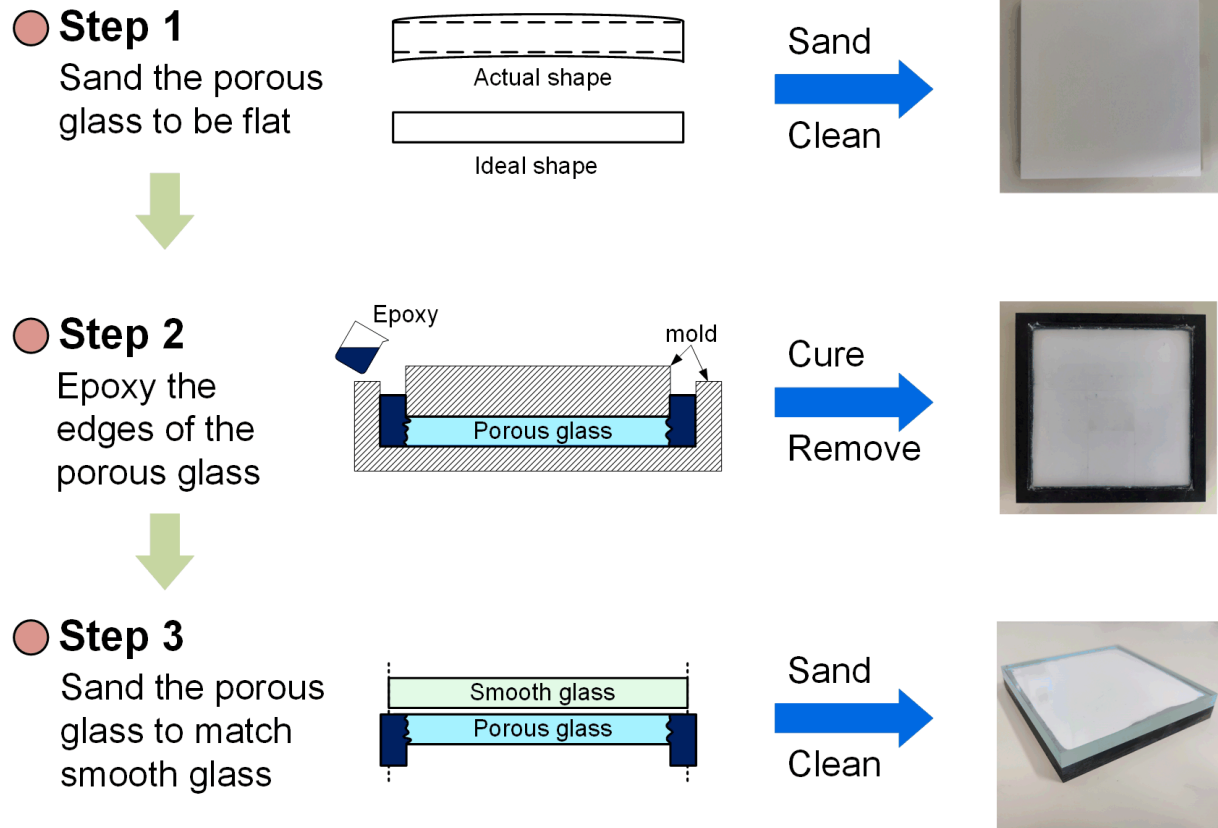 Step 1
Sand the porous
glass to be flat
Actual shape
Ideal shape
Sand
Clean
Step 2
Epoxy the
edges of the
porous glass
Epoxy
mold
Porous glass
Cure
Remove
Step 3
Sand the porous
glass to match
smooth glass
Smooth glass
Porous glass
Sand
Clean